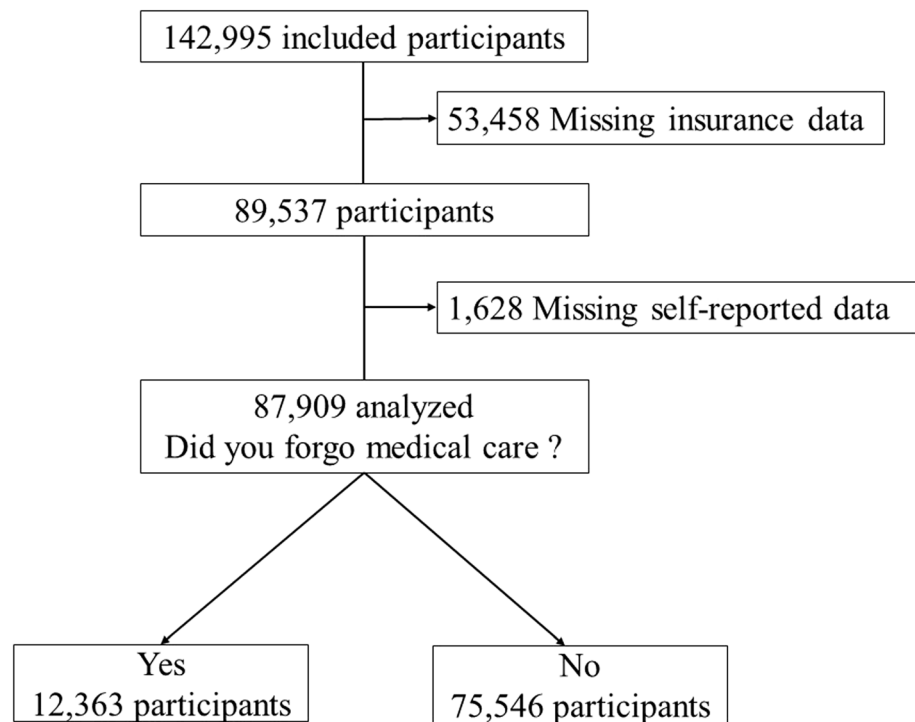 142,995 included participants
53,458 Missing insurance data
89,537 participants
1,628 Missing self-reported data
87,909 analyzed
Did you forgo medical care ?
Yes
12,363 participants
No
75,546 participants